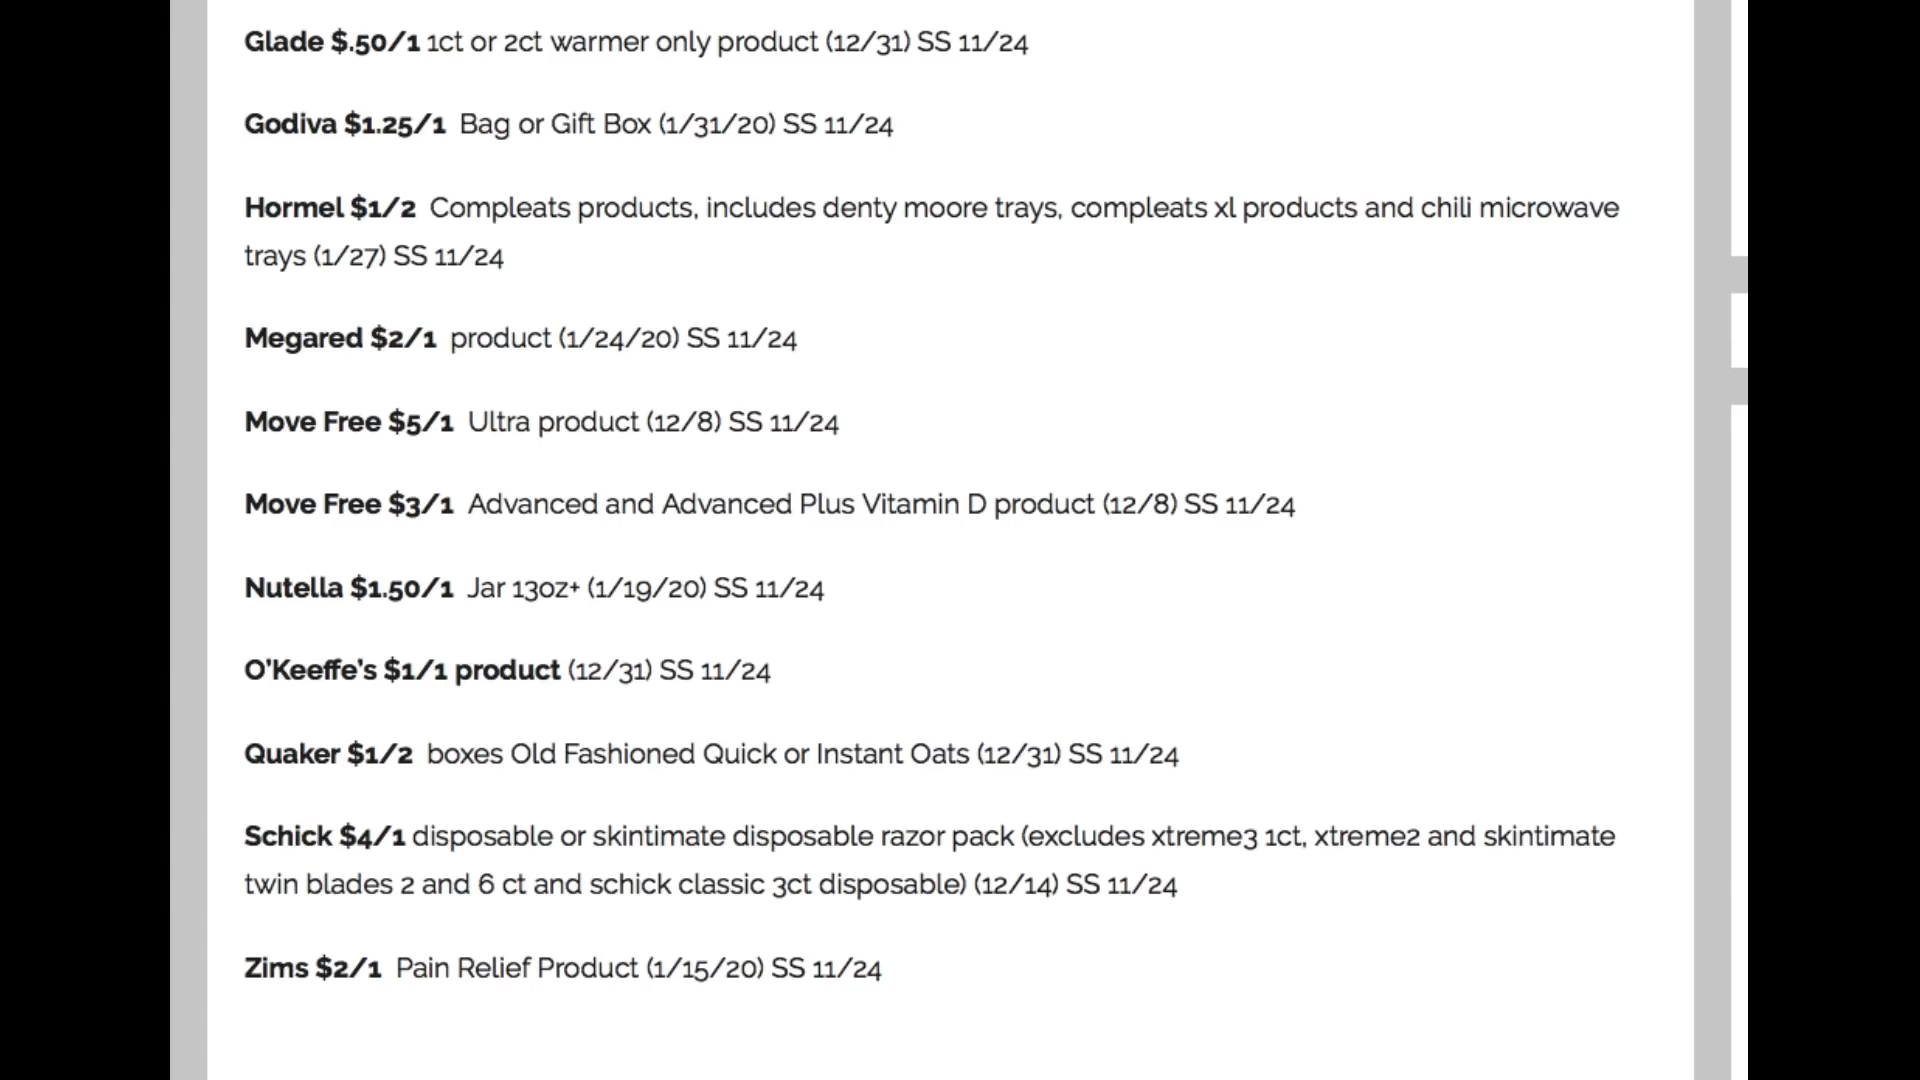 Glade $.50/1 1ct or 2ct warmer only product (12/31) SS 11/24
Godiva $1.25/1 Bag or Gift Box (1/31/20) SS 11/24
Hormel $1/2 Compleats products, includes denty moore trays, compleats xl products and chili microwave
trays (1/27) SS 11/24
Megared $2/1 product (1/24/20) SS 11/24
Move Free $5/1 Ultra product (12/8) SS 11/24
Move Free $3/1 Advanced and Advanced Plus Vitamin D product (12/8) SS 11/24
Nutella $1.50/1 Jar 13oz+ (1/19/20) SS 11/24
O'Keeffe's $1/1 product (12/31) SS 11/24
Quaker $1/2 boxes Old Fashioned Quick or Instant Oats (12/31) SS 11/24
Schick $4/1 disposable or skintimate disposable razor pack (excludes xtreme3 1ct, xtreme2 and skintimate
twin blades 2 and 6 ct and schick classic 3ct disposable) (12/14) SS 11/24
Zims $2/1 Pain Relief Product (1/15/20) SS 11/24